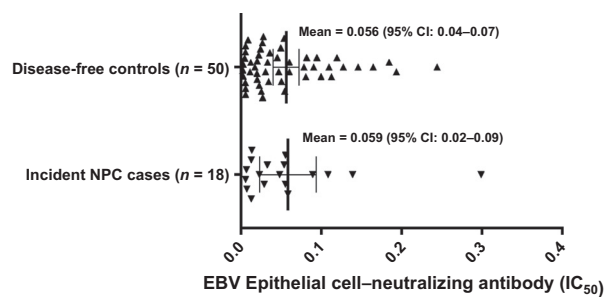 Mean = 0.056 (95% CI: 0.04–0.07)
Disease-free controls (n = 50)
Mean = 0.059 (95% CI: 0.02–0.09)
Incident NPC cases (n = 18)
0.0 0.1 0.2 0.3 0.4
EBV Epithelial cell–neutralizing antibody (IC50)